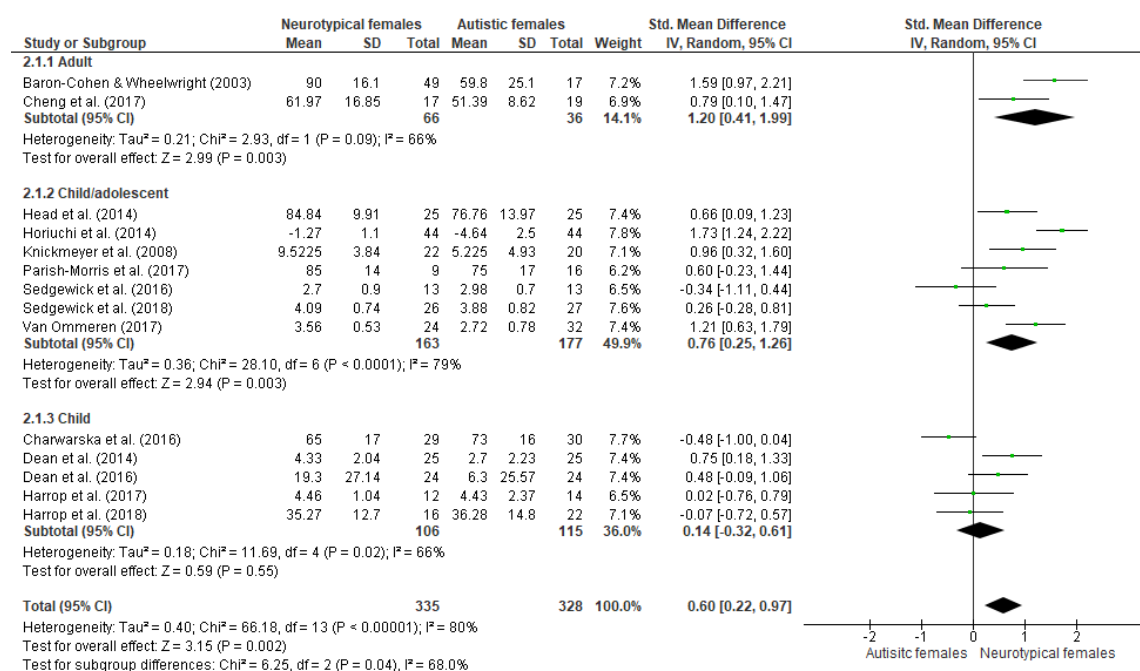 Neurotypical females Autistic females Std. Mean Difference Std. Mean Difference
Study or Subgroup Mean SD Total Mean SD Total Weight IV, Random, 95% CI IV, Random, 95% CI
2.1.1 Adult
Baron-Cohen & Wheelwright (2003) 90 16.1 49 59.8 25.1 17 7.2% 1.59 [0.97, 2.21]
Cheng et al. (2017) 61.97 16.85 17 51.39 8.62 19 6.9% 0.79 [0.10, 1.47]
Subtotal (95% CI) 66 36 14.1% 1.20 [0.41, 1.99]
Heterogeneity: Tau² = 0.21; Chi² = 2.93, df = 1 (P = 0.09); I² = 66%
Test for overall effect: Z = 2.99 (P = 0.003)
2.1.2 Child/adolescent
Head et al. (2014) 84.84 9.91 25 76.76 13.97 25 7.4% 0.66 [0.09, 1.23]
Horiuchi et al. (2014) -1.27 1.1 44 -4.64 2.5 44 7.8% 1.73 [1.24, 2.22]
Knickmeyer et al. (2008) 9.5225 3.84 22 5.225 4.93 20 7.1% 0.96 [0.32, 1.60]
Parish-Morris et al. (2017) 85 14 9 75 17 16 6.2% 0.60 [-0.23, 1.44]
Sedgewick et al. (2016) 2.7 0.9 13 2.98 0.7 13 6.5% -0.34 [-1.11, 0.44]
Sedgewick et al. (2018) 4.09 0.74 26 3.88 0.82 27 7.5% 0.26 [-0.28, 0.81]
Van Ommeren (2017) 3.56 0.53 24 2.72 0.78 32 7.4% 1.21 [0.63, 1.79]
Subtotal (95% CI) 163 177 49.9% 0.76 [0.25, 1.26]
Heterogeneity: Tau² = 0.36; Chi² = 28.10, df = 6 (P < 0.0001); I² = 79%
Test for overall effect: Z = 2.94 (P = 0.003)
2.1.3 Child
Charwarska et al. (2016) 65 17 29 73 16 30 7.7% -0.48 [-1.00, 0.04]
Dean et al. (2014) 4.33 2.04 25 2.7 2.23 25 7.4% 0.75 [0.18, 1.33]
Dean et al. (2016) 19.3 27.14 24 6.3 25.57 24 7.4% 0.48 [-0.09, 1.06]
Harrop et al. (2017) 4.46 1.04 12 4.43 2.37 14 6.5% 0.02 [-0.76, 0.79]
Harrop et al. (2018) 35.27 12.7 16 36.28 14.8 22 7.1% -0.07 [-0.72, 0.57]
Subtotal (95% CI) 106 115 36.0% 0.14 [-0.32, 0.61]
Heterogeneity: Tau² = 0.18; Chi² = 11.69, df = 4 (P = 0.02); I² = 66%
Test for overall effect: Z = 0.59 (P = 0.55)
Total (95% CI) 335 328 100.0% 0.60 [0.22, 0.97]
Heterogeneity: Tau² = 0.40; Chi² = 66.18, df = 13 (P < 0.00001); I² = 80%
Test for overall effect: Z = 3.15 (P = 0.002)
Test for subgroup differences: Chi² = 6.25, df = 2 (P = 0.04), I² = 68.0%
-2 -1 0 1 2
Autisitc females Neurotypical females